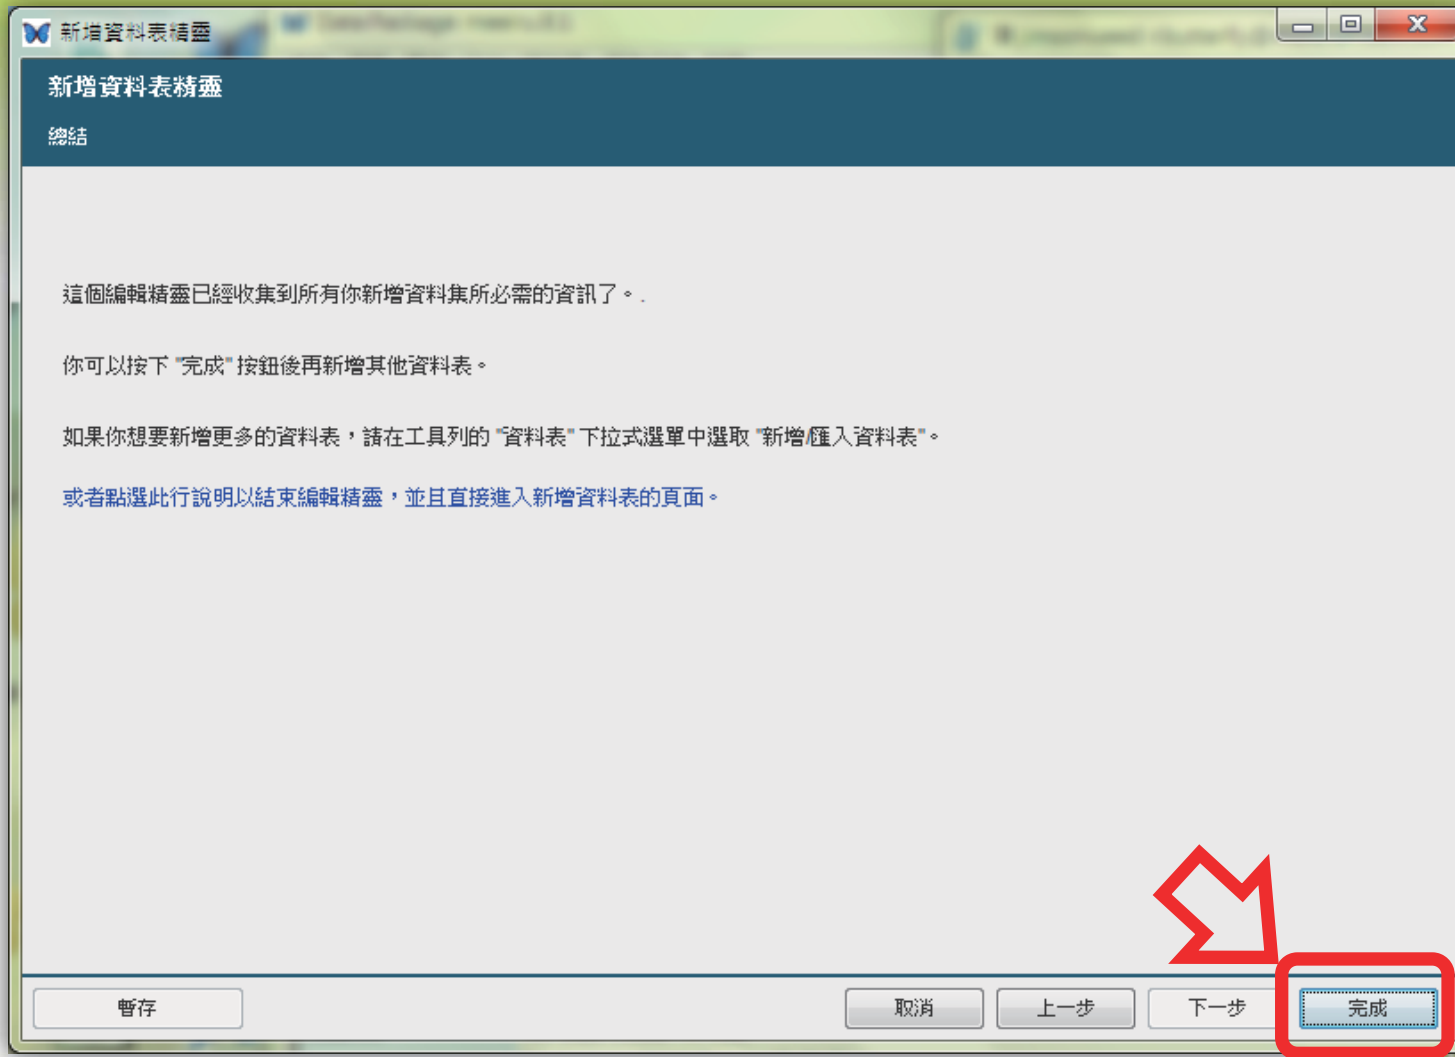 新增資料表精靈
新增資料表精靈
總結
這個編輯精靈已經收集到所有你新增資料集所必需的資訊了。.
你可以按下 "完成" 按鈕後再新增其他資料表。
如果你想要新增更多的資料表，請在工具列的 "資料表" 下拉式選單中選取 "新增/匯入資料表"。
或者點選此行說明以結束編輯精靈，並且直接進入新增資料表的頁面。
暫存 取消 上一步 下一步 完成